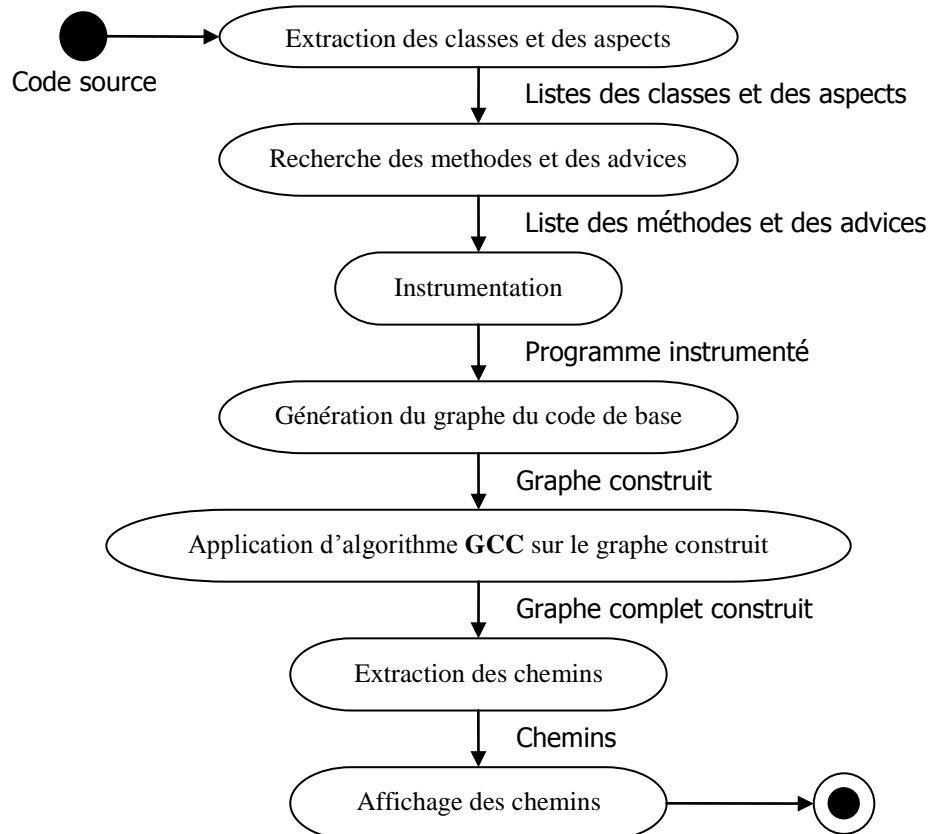 Extraction des classes et des aspects
Code source
Listes des classes et des aspects
Recherche des methodes et des advices
Liste des méthodes et des advices
Instrumentation
Programme instrumenté
Génération du graphe du code de base
Graphe construit
Application d’algorithme GCC sur le graphe construit
Graphe complet construit
Extraction des chemins
Chemins
Affichage des chemins